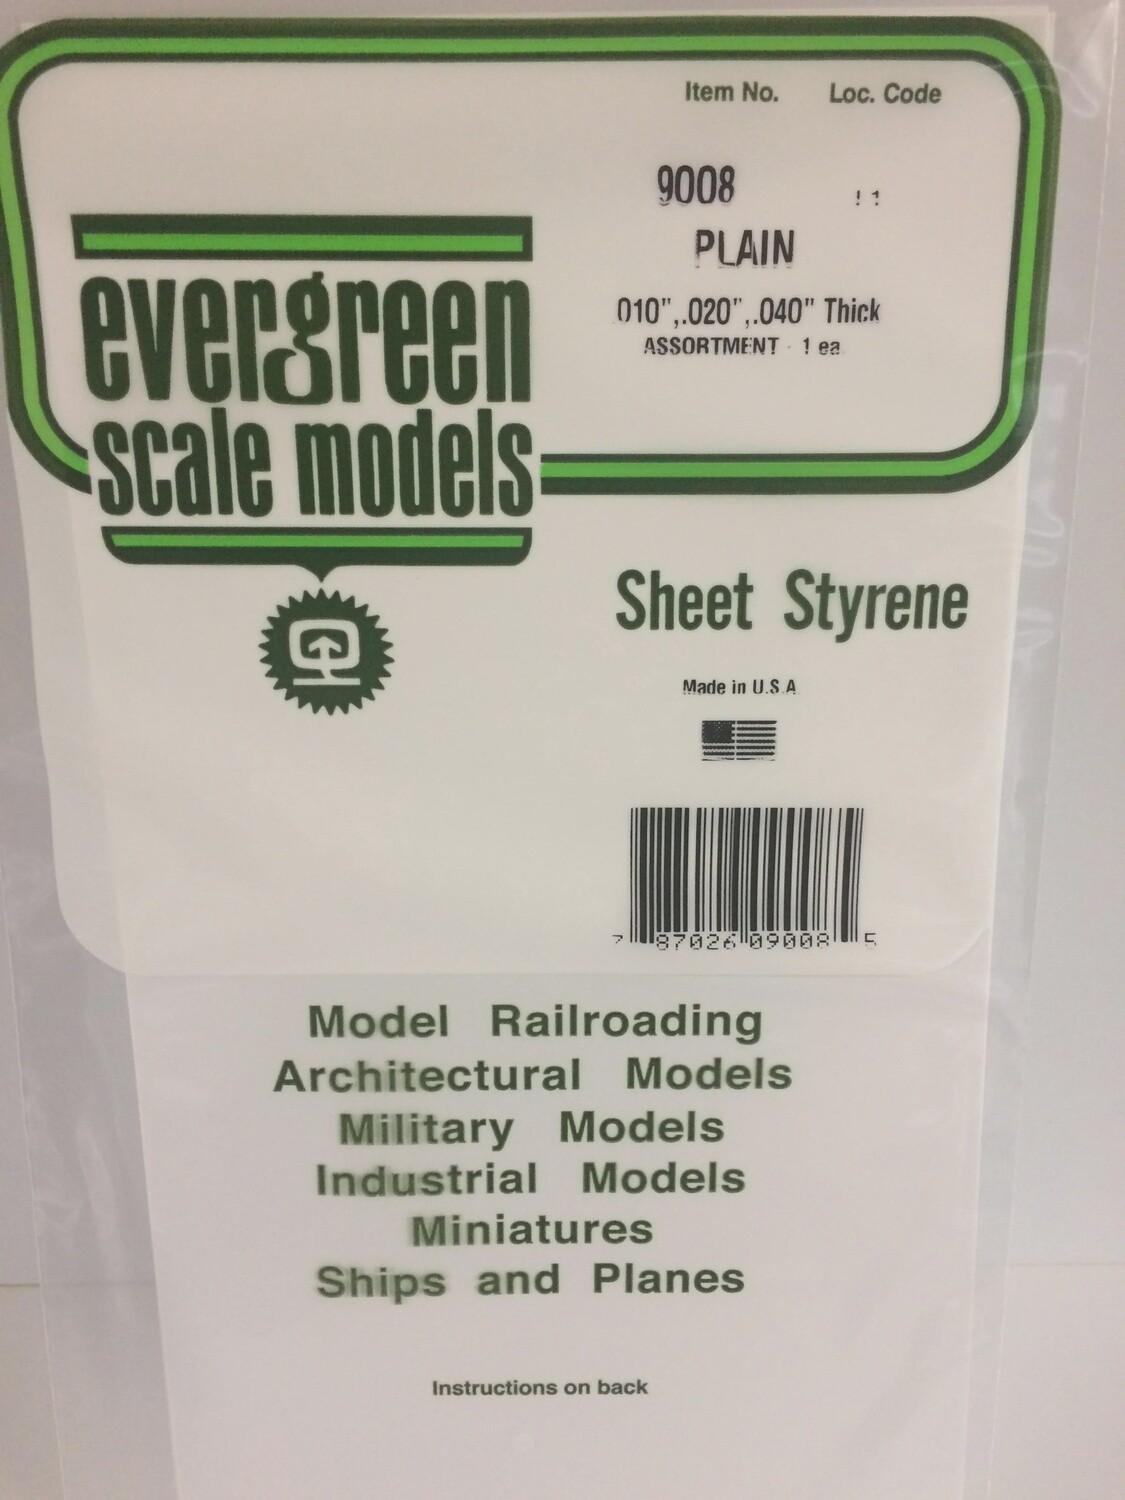 Item No. Loc. Code
9008 11
PLAIN
010",.020",.040" Thick
ASSORTMENT - 1 ea
evergreen
scale models
Sheet Styrene
Made in U.S.A
7 87026 09008 5
Model Railroading
Architectural Models
Military Models
Industrial Models
Miniatures
Ships and Planes
Instructions on back